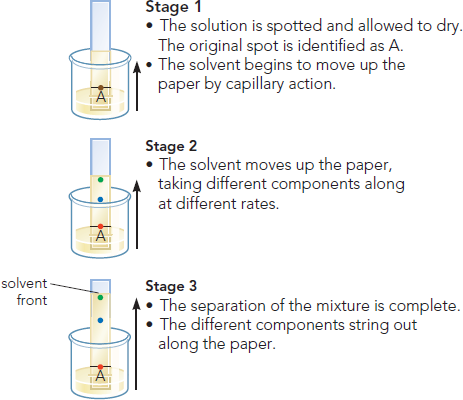 Stage 1
• The solution is spotted and allowed to dry.
The original spot is identified as A.
• The solvent begins to move up the
paper by capillary action.
A
Stage 2
• The solvent moves up the paper,
taking different components along
at different rates.
A
solvent
front
Stage 3
• The separation of the mixture is complete.
• The different components string out
along the paper.
A